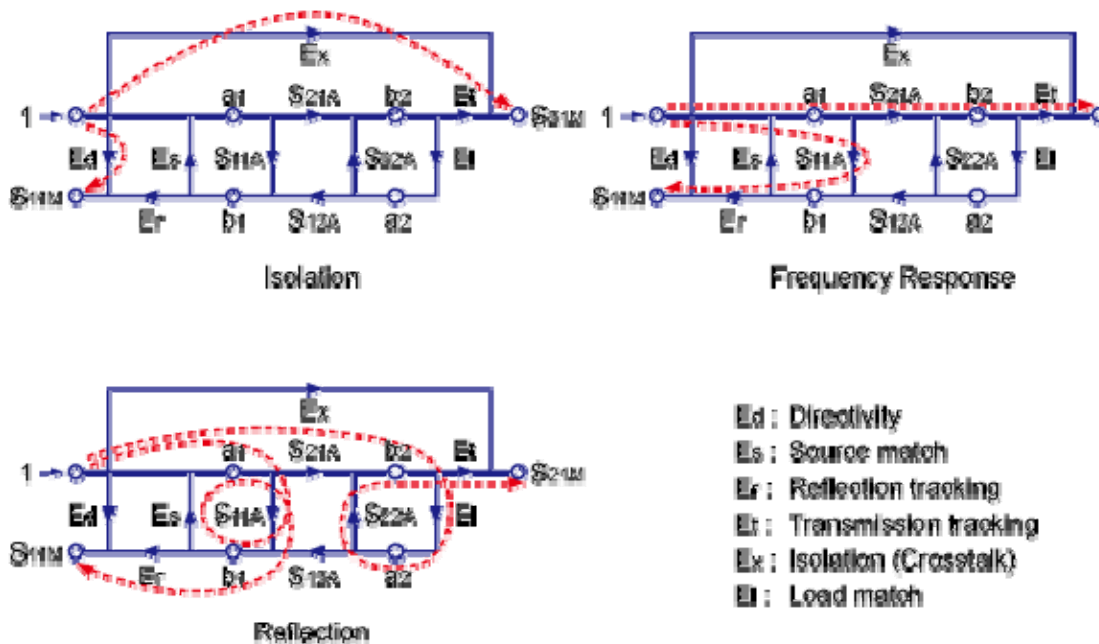 Ex
a1 S21A b2 Et
1 S21M
Ed Es S11A S22A El
S11M
Er b1 S12A a2
Isolation
Ex
a1 S21A b2 Et
1
Ed Es S11A S22A El
S11M
Er b1 S12A a2
Frequency Response
Ex
a1 S21A b2 Et
1 S21M
Ed Es S11A S22A El
S11M
Er b1 S12A a2
Reflection
Ed : Directivity
Es : Source match
Er : Reflection tracking
Et : Transmission tracking
Ex : Isolation (Crosstalk)
El : Load match